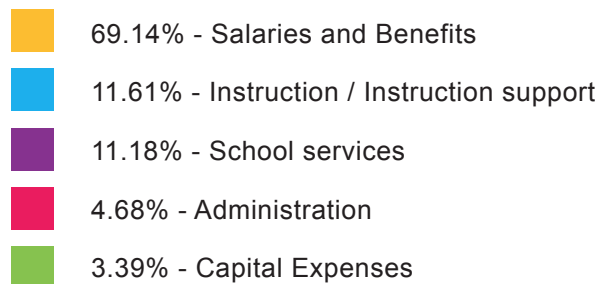 69.14% - Salaries and Benefits
11.61% - Instruction / Instruction support
11.18% - School services
4.68% - Administration
3.39% - Capital Expenses